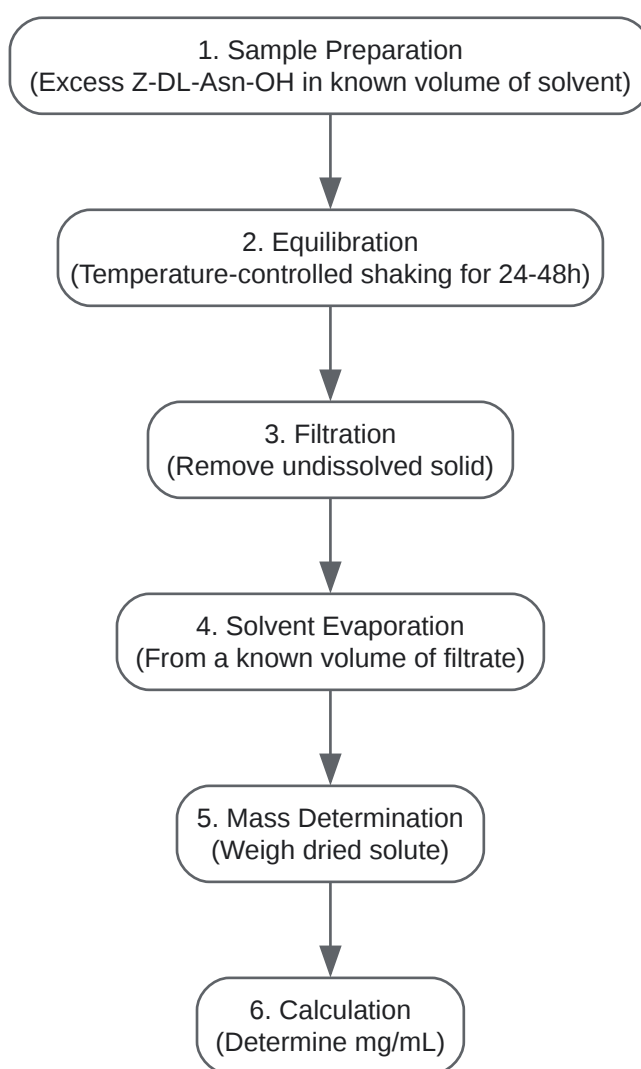 1. Sample Preparation
(Excess Z-DL-Asn-OH in known volume of solvent)
2. Equilibration
(Temperature-controlled shaking for 24-48h)
3. Filtration
(Remove undissolved solid)
4. Solvent Evaporation
(From a known volume of filtrate)
5. Mass Determination
(Weigh dried solute)
6. Calculation
(Determine mg/mL)